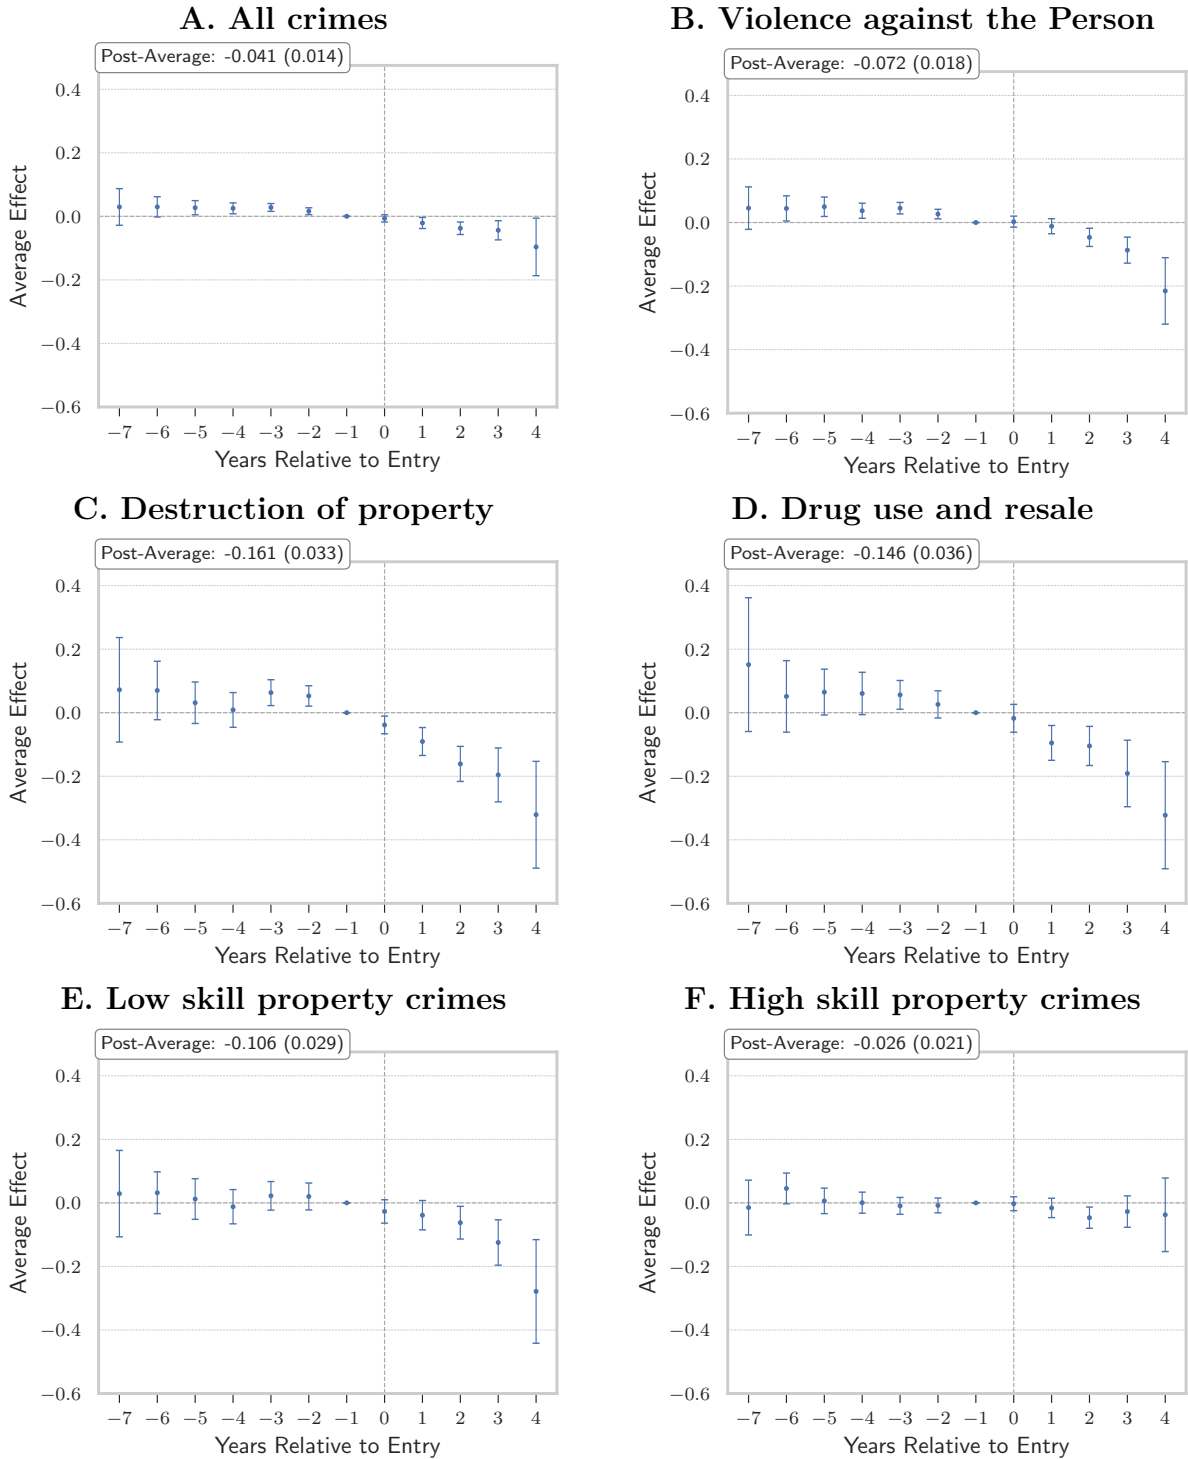 A. All crimes
Post-Average: -0.041 (0.014)
0.4
0.2
0.0
−0.2
−0.4
−0.6
Average Effect
−7 −6 −5 −4 −3 −2 −1 0 1 2 3 4
Years Relative to Entry
B. Violence against the Person
Post-Average: -0.072 (0.018)
0.4
0.2
0.0
−0.2
−0.4
−0.6
Average Effect
−7 −6 −5 −4 −3 −2 −1 0 1 2 3 4
Years Relative to Entry
C. Destruction of property
Post-Average: -0.161 (0.033)
0.4
0.2
0.0
−0.2
−0.4
−0.6
Average Effect
−7 −6 −5 −4 −3 −2 −1 0 1 2 3 4
Years Relative to Entry
D. Drug use and resale
Post-Average: -0.146 (0.036)
0.4
0.2
0.0
−0.2
−0.4
−0.6
Average Effect
−7 −6 −5 −4 −3 −2 −1 0 1 2 3 4
Years Relative to Entry
E. Low skill property crimes
Post-Average: -0.106 (0.029)
0.4
0.2
0.0
−0.2
−0.4
−0.6
Average Effect
−7 −6 −5 −4 −3 −2 −1 0 1 2 3 4
Years Relative to Entry
F. High skill property crimes
Post-Average: -0.026 (0.021)
0.4
0.2
0.0
−0.2
−0.4
−0.6
Average Effect
−7 −6 −5 −4 −3 −2 −1 0 1 2 3 4
Years Relative to Entry